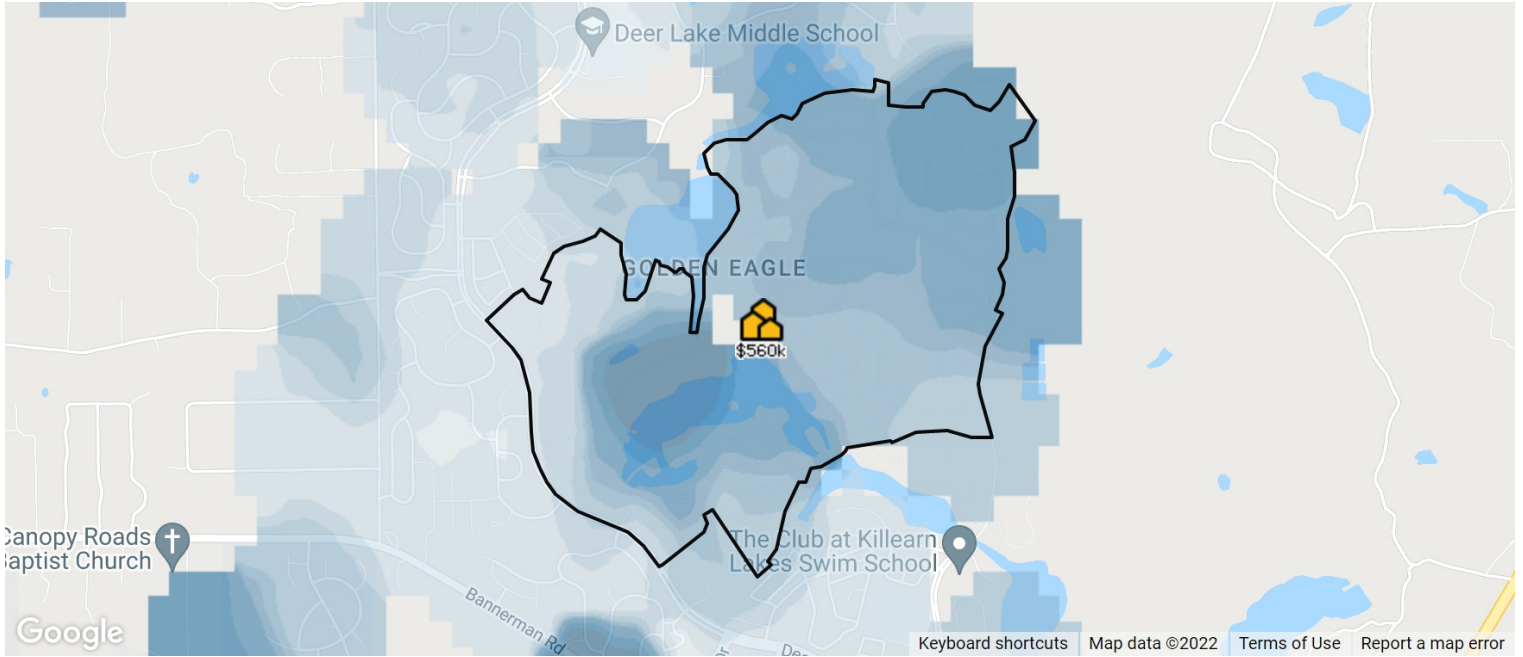 Deer Lake Middle School
GOLDEN EAGLE
$560k
Canopy Roads
Baptist Church
The Club at Killearn
Lakes Swim School
Bannerman Rd
Google
Keyboard shortcuts
Map data ©2022
Terms of Use
Report a map error